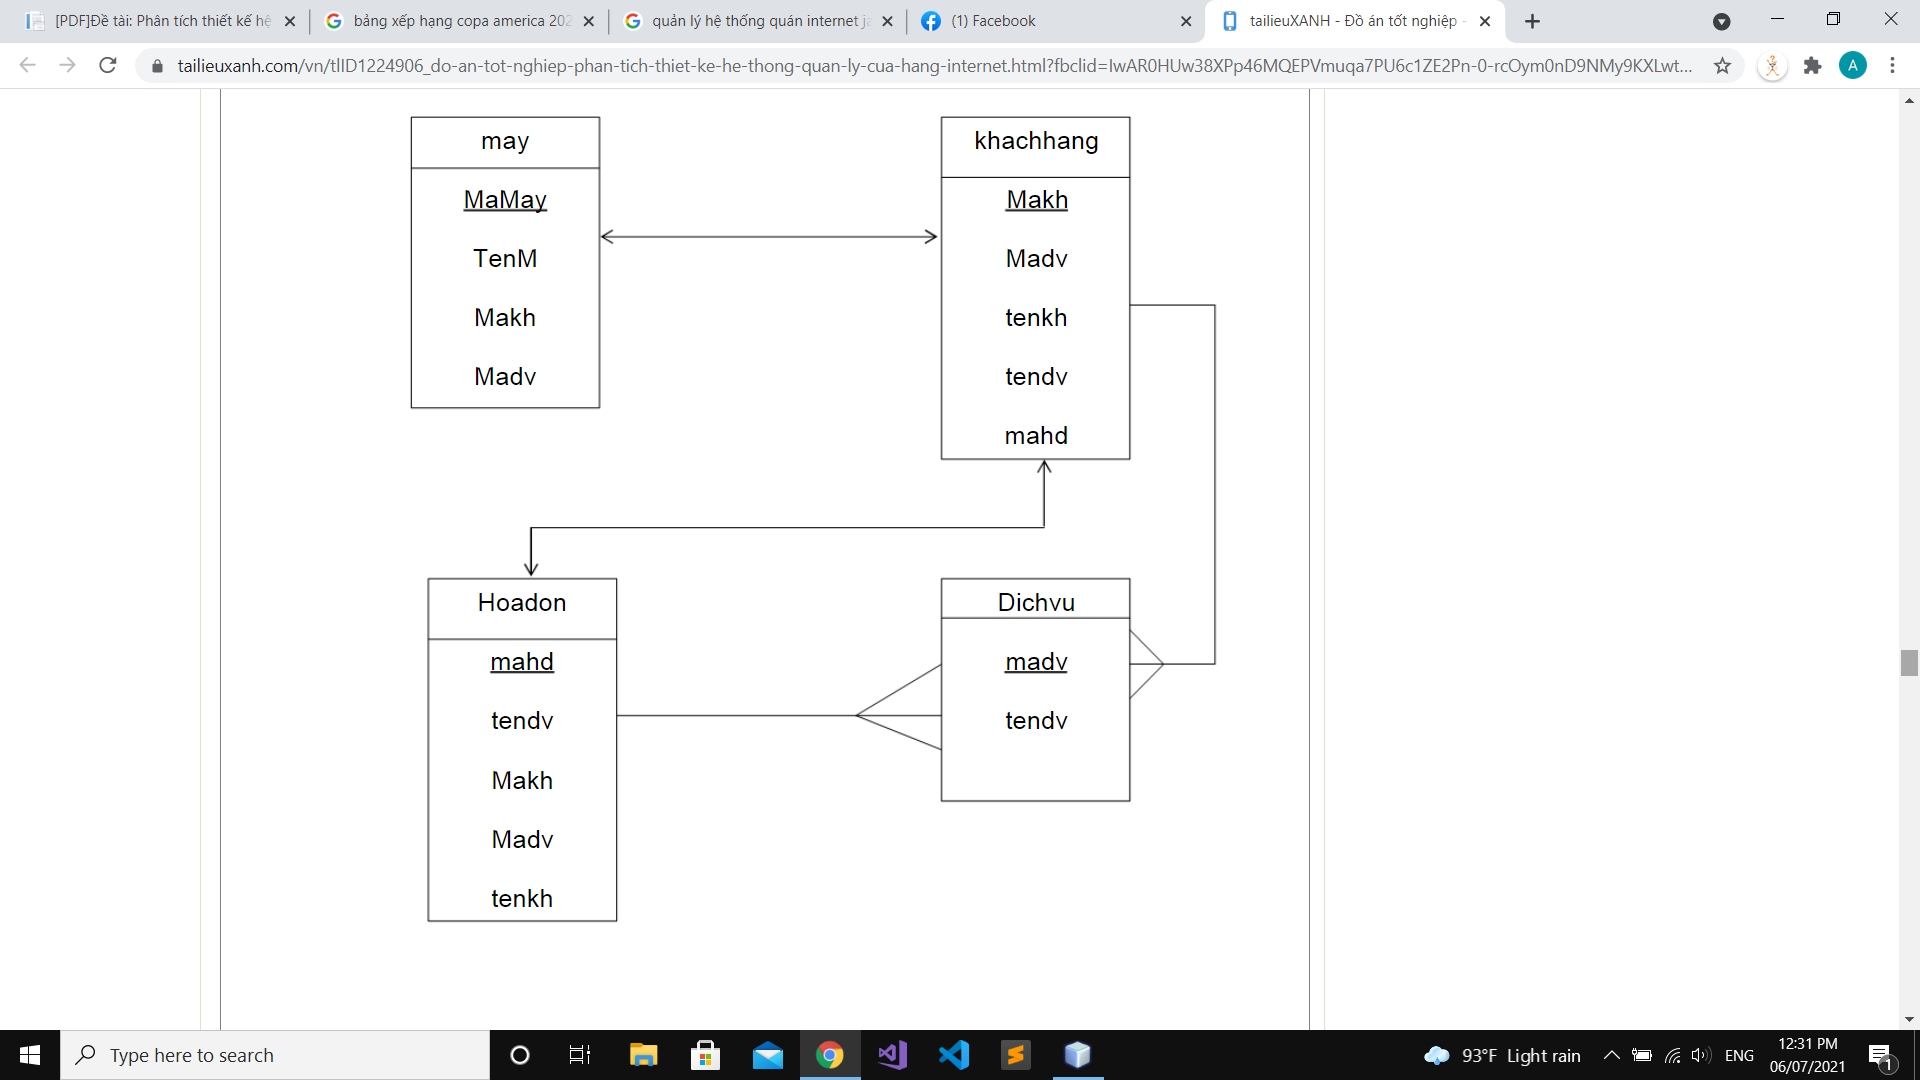 [PDF]Đề tài: Phân tích thiết kế hệ
bảng xếp hạng copa america 202
quản lý hệ thống quán internet ja
(1) Facebook
tailieuXANH - Đồ án tốt nghiệp -
tailieuxanh.com/vn/tlID1224906_do-an-tot-nghiep-phan-tich-thiet-ke-he-thong-quan-ly-cua-hang-internet.html?fbclid=IwAR0HUw38XPp46MQEPVmuqa7PU6c1ZE2Pn-0-rcOym0nD9NMy9KXLwt...
A
may
MaMay
TenM
Makh
Madv
khachhang
Makh
Madv
tenkh
tendv
mahd
Hoadon
mahd
tendv
Makh
Madv
tenkh
Dichvu
madv
tendv
Type here to search
93°F Light rain
ENG
12:31 PM
06/07/2021
1